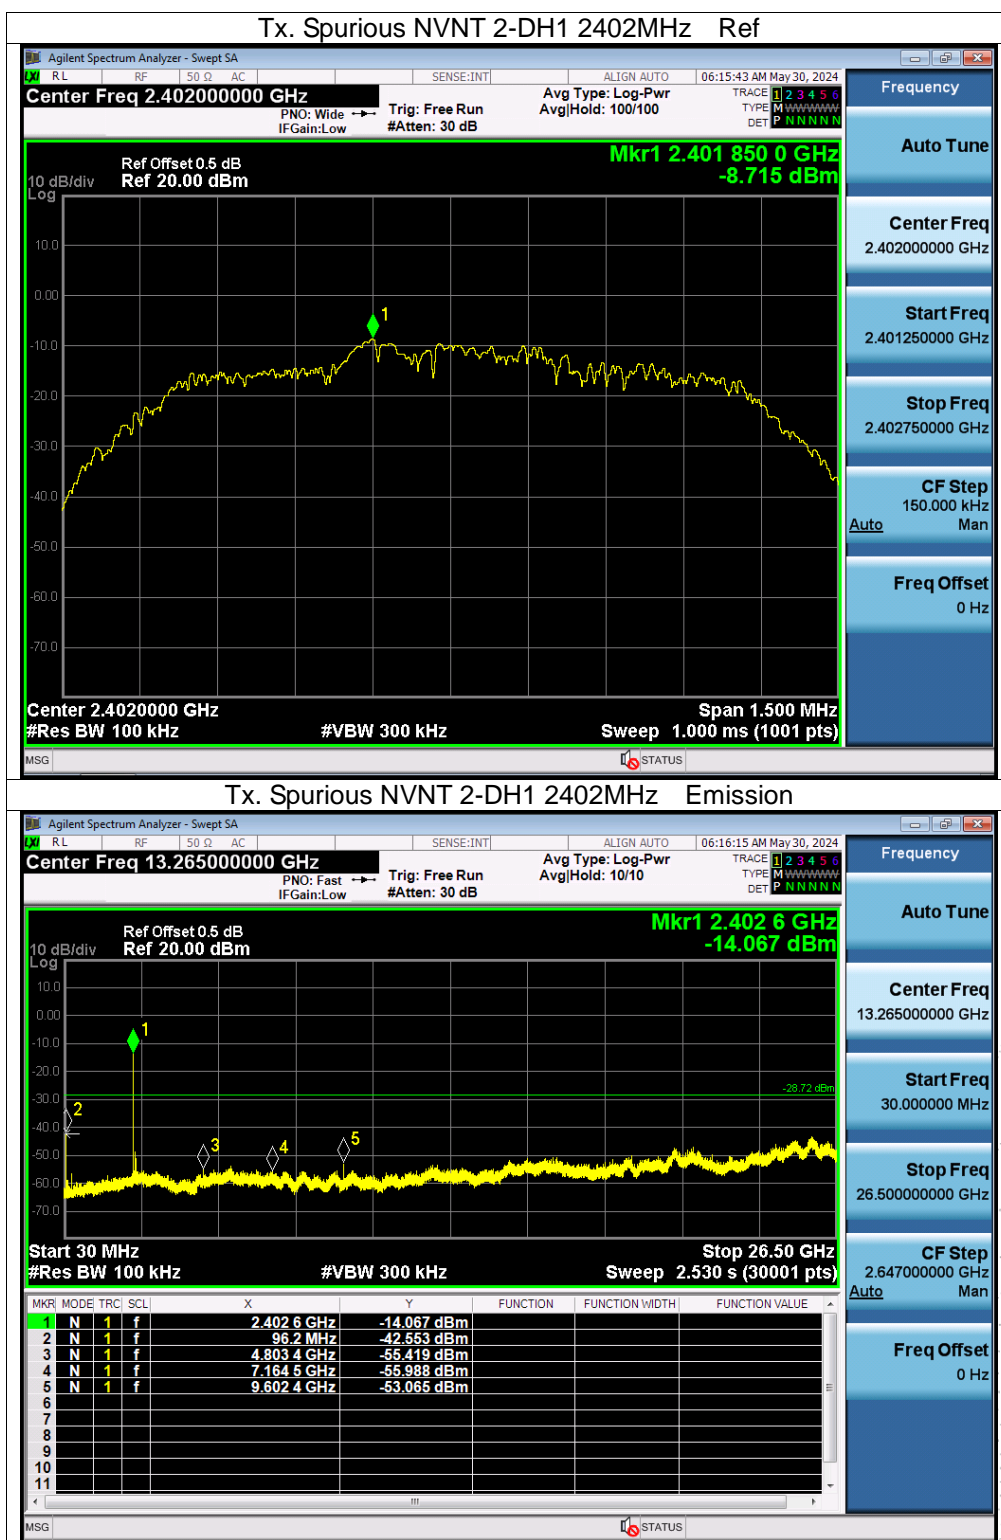 Tx. Spurious NVNT 2-DH1 2402MHz Ref
Agilent Spectrum Analyzer - Swept SA
LXI RL RF 50 Ω AC SENSE:INT ALIGN AUTO 06:15:43 AM May 30, 2024
Center Freq 2.402000000 GHz
PNO: Wide
IFGain:Low
Trig: Free Run
#Atten: 30 dB
Avg Type: Log-Pwr
Avg|Hold: 100/100
TRACE 1 2 3 4 5 6
TYPE M WWWWW
DET P N N N N N
Frequency
Auto Tune
Center Freq
2.402000000 GHz
Start Freq
2.401250000 GHz
Stop Freq
2.402750000 GHz
CF Step
150.000 kHz
Auto Man
Freq Offset
0 Hz
Mkr1 2.401 850 0 GHz
-8.715 dBm
Ref Offset 0.5 dB
10 dB/div Ref 20.00 dBm
Log
10.0
0.00
1
-10.0
-20.0
-30.0
-40.0
-50.0
-60.0
-70.0
Center 2.4020000 GHz Span 1.500 MHz
#Res BW 100 kHz #VBW 300 kHz Sweep 1.000 ms (1001 pts)
MSG STATUS
Tx. Spurious NVNT 2-DH1 2402MHz Emission
Agilent Spectrum Analyzer - Swept SA
LXI RL RF 50 Ω AC SENSE:INT ALIGN AUTO 06:16:15 AM May 30, 2024
Center Freq 13.265000000 GHz
PNO: Fast
IFGain:Low
Trig: Free Run
#Atten: 30 dB
Avg Type: Log-Pwr
Avg|Hold: 10/10
TRACE 1 2 3 4 5 6
TYPE M WWWWW
DET P N N N N N
Frequency
Auto Tune
Center Freq
13.265000000 GHz
Start Freq
30.000000 MHz
Stop Freq
26.500000000 GHz
CF Step
2.647000000 GHz
Auto Man
Freq Offset
0 Hz
Mkr1 2.402 6 GHz
-14.067 dBm
Ref Offset 0.5 dB
10 dB/div Ref 20.00 dBm
Log
10.0
0.00
1
-10.0
-20.0
-28.72 dBm
-30.0
2
-40.0
3 4 5
-50.0
-60.0
-70.0
Start 30 MHz Stop 26.50 GHz
#Res BW 100 kHz #VBW 300 kHz Sweep 2.530 s (30001 pts)
MKR MODE TRC SCL X Y FUNCTION FUNCTION WIDTH FUNCTION VALUE
1 N 1 f 2.402 6 GHz -14.067 dBm
2 N 1 f 96.2 MHz -42.553 dBm
3 N 1 f 4.803 4 GHz -55.419 dBm
4 N 1 f 7.164 5 GHz -55.988 dBm
5 N 1 f 9.602 4 GHz -53.065 dBm
6
7
8
9
10
11
MSG STATUS